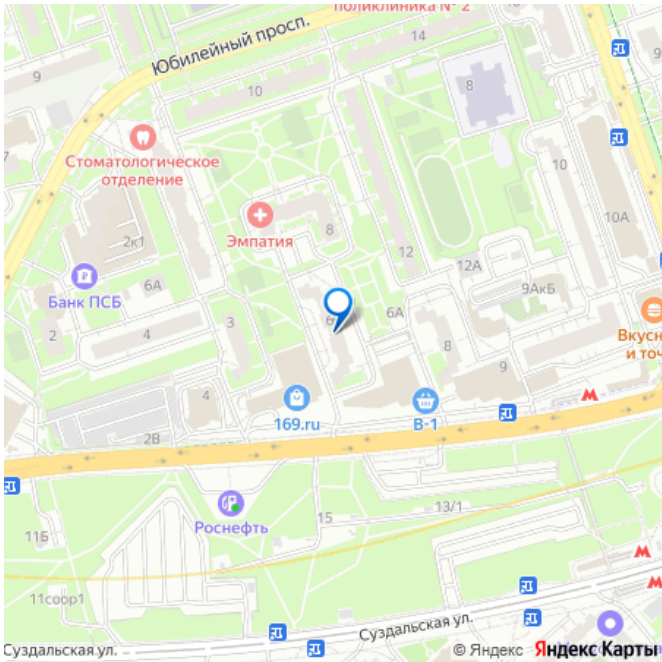 поликлиника № 2
Юбилейный просп.
14
9
8
10
Стоматологическое
отделение
10
Эмпатия
8
10А
2к1
12
12А
Банк ПСБ
6А
9АкБ
6А
Вкусн
и точ
2
4
3
8
9
4
169.ru
В-1
2В
Роснефть
15
13/1
11Б
11соор1
Суздальская ул.
Суздальская ул.
© Яндекс Яндекс Карты